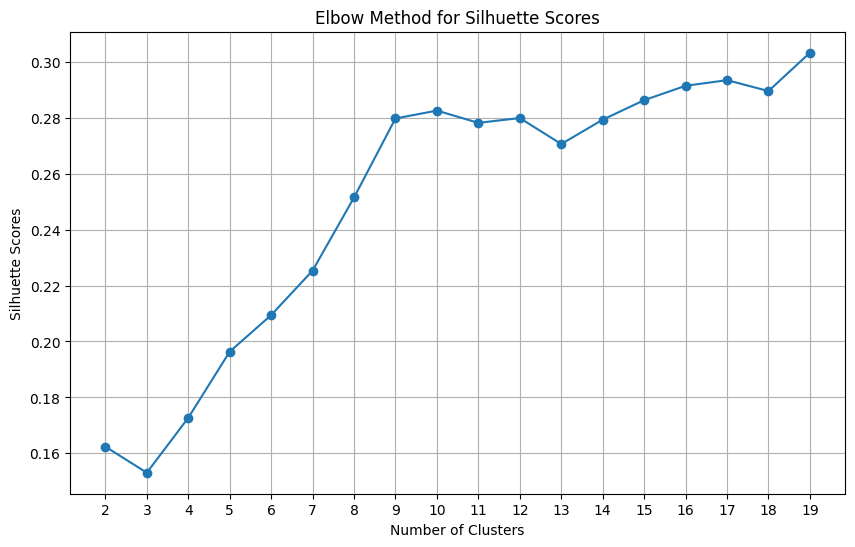 Elbow Method for Silhuette Scores
Silhuette Scores
0.30
0.28
0.26
0.24
0.22
0.20
0.18
0.16
2 3 4 5 6 7 8 9 10 11 12 13 14 15 16 17 18 19
Number of Clusters